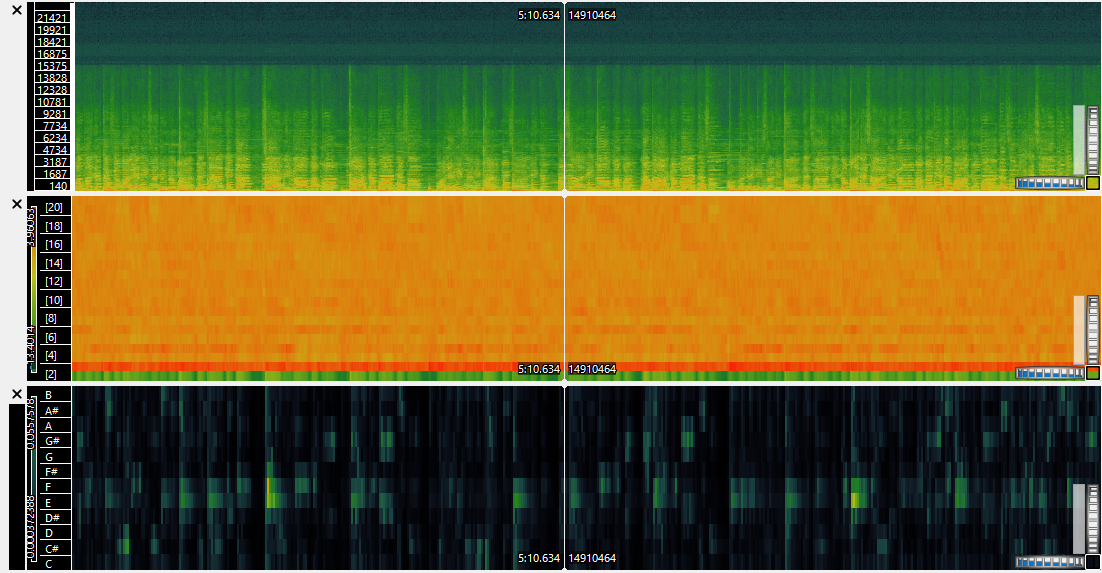 21421
5:10.634
14910464
19921
18421
16875
15375
13828
12328
10781
9281
7734
6234
4734
3187
1687
140
[20]
[18]
[16]
[14]
[12]
[10]
[8]
[6]
[4]
[2]
5:10.634
14910464
B
A#
A
G#
G
F#
F
E
D#
D
C#
C
5:10.634
14910464